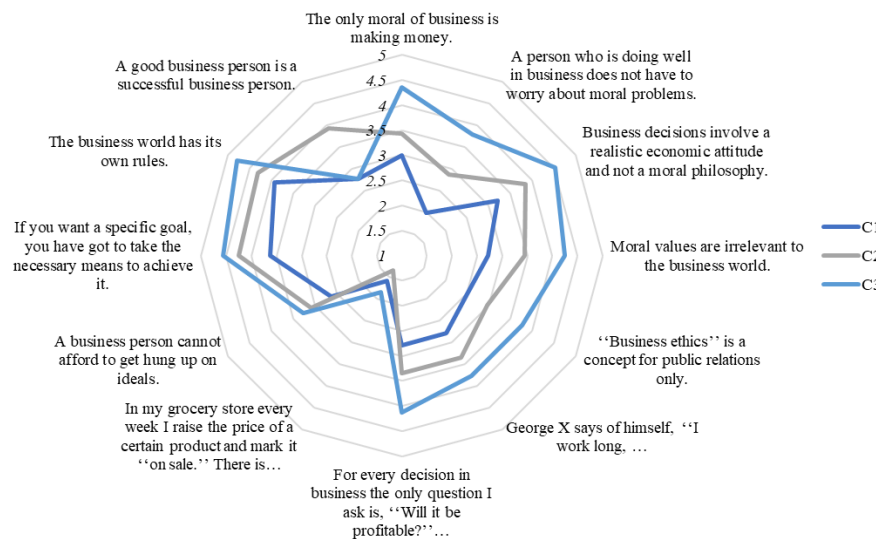 The only moral of business is
making money.
A person who is doing well
in business does not have to
worry about moral problems.
Business decisions involve a
realistic economic attitude
and not a moral philosophy.
Moral values are irrelevant to
the business world.
‘‘Business ethics’’ is a
concept for public relations
only.
George X says of himself, ‘‘I
work long, …
For every decision in
business the only question I
ask is, ‘‘Will it be
profitable?’’…
In my grocery store every
week I raise the price of a
certain product and mark it
‘‘on sale.’’ There is…
A business person cannot
afford to get hung up on
ideals.
If you want a specific goal,
you have got to take the
necessary means to achieve
it.
The business world has its
own rules.
A good business person is a
successful business person.
5
4.5
4
3.5
3
2.5
2
1.5
1
C1
C2
C3